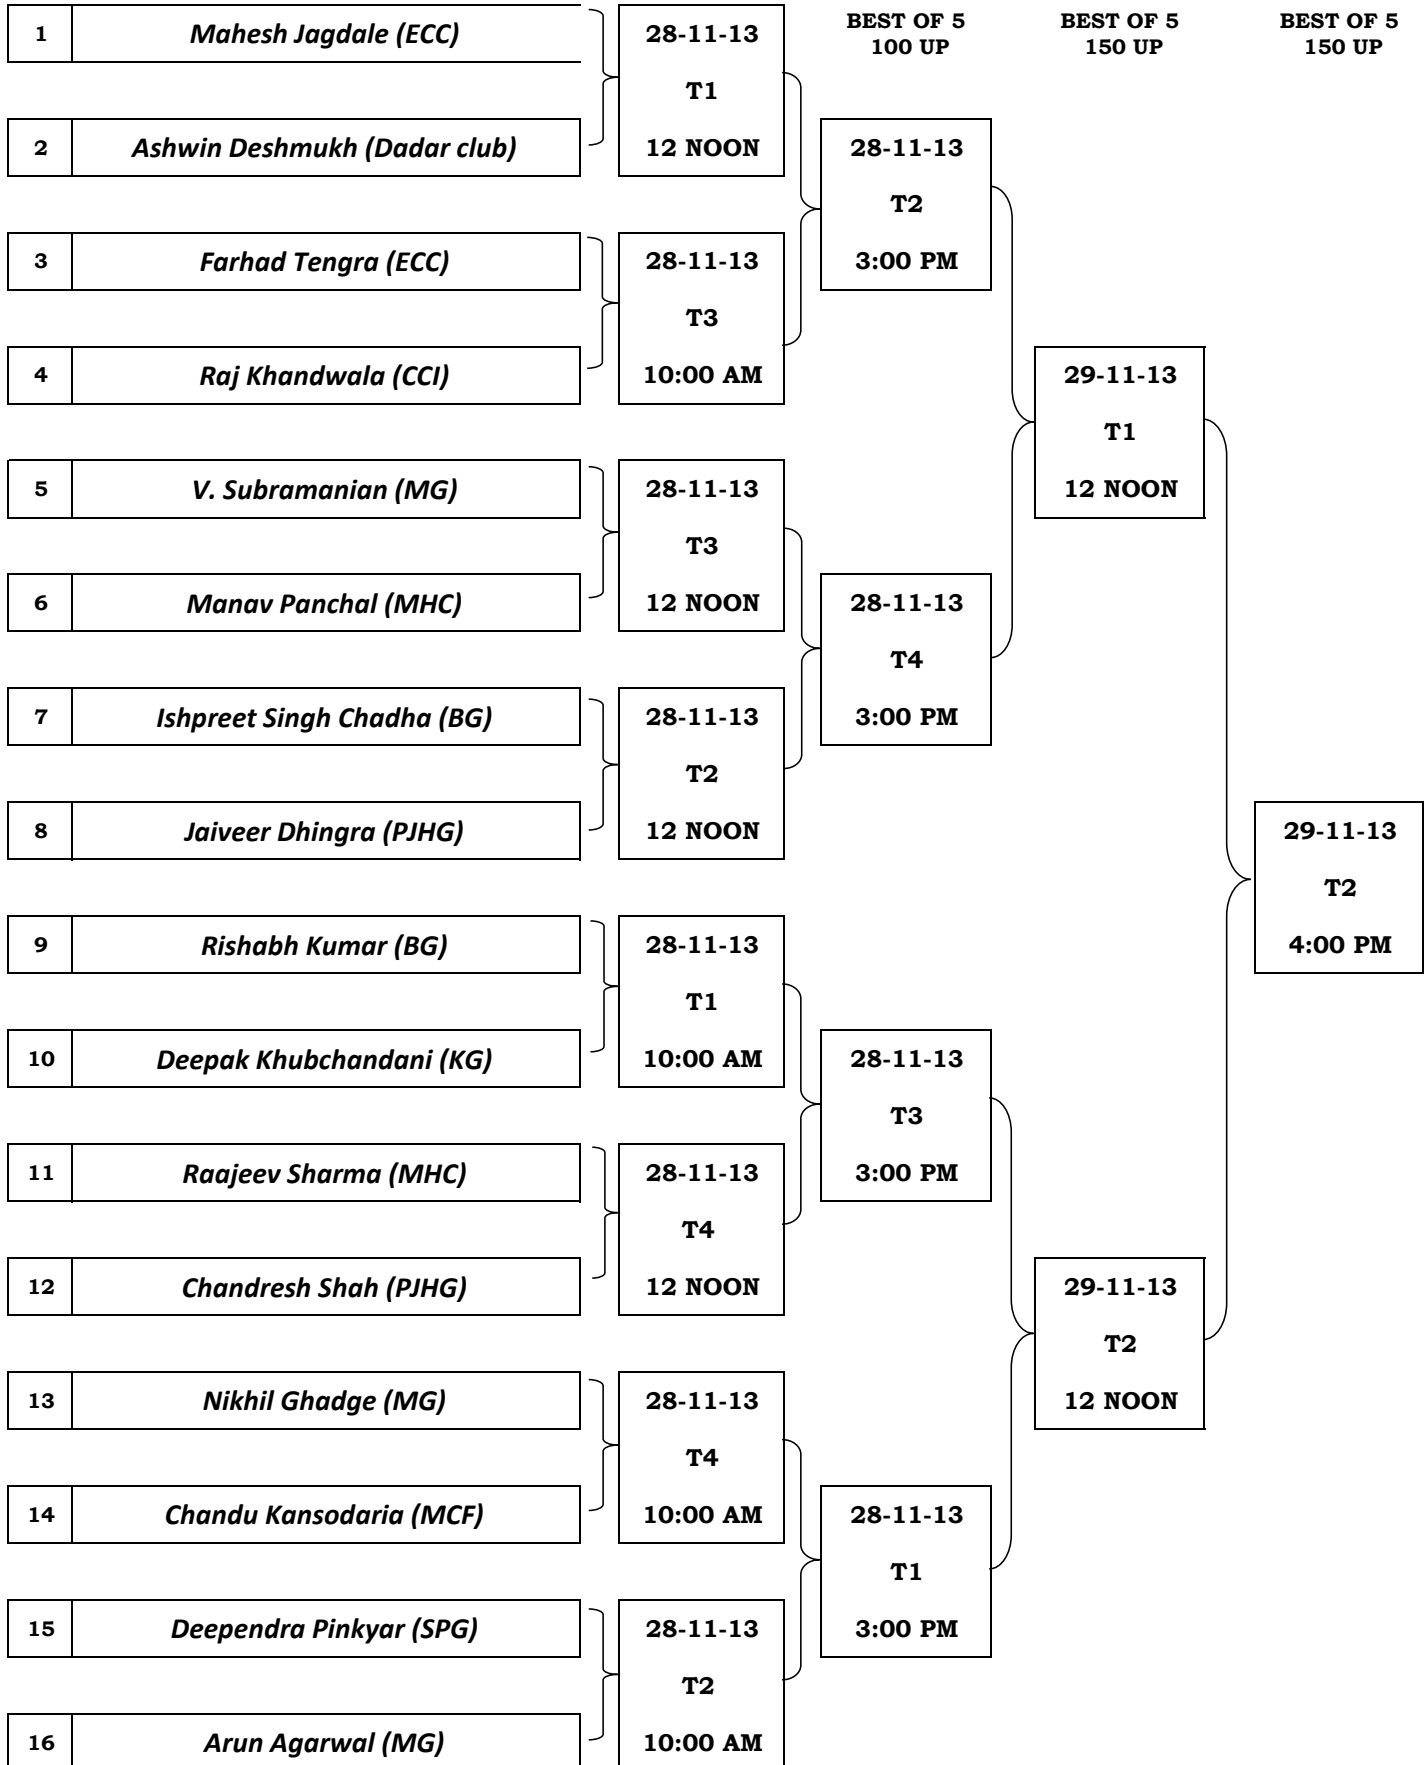 1 Mahesh Jagdale (ECC) 28-11-13 BEST OF 5 BEST OF 5 BEST OF 5
100 UP 150 UP 150 UP
T1
2 Ashwin Deshmukh (Dadar club) 12 NOON 28-11-13
T2
3 Farhad Tengra (ECC) 28-11-13 3:00 PM
T3
4 Raj Khandwala (CCI) 10:00 AM 29-11-13
T1
5 V. Subramanian (MG) 28-11-13 12 NOON
T3
6 Manav Panchal (MHC) 12 NOON 28-11-13
T4
7 Ishpreet Singh Chadha (BG) 28-11-13 3:00 PM
T2
8 Jaiveer Dhingra (PJHG) 12 NOON 29-11-13
T2
9 Rishabh Kumar (BG) 28-11-13 4:00 PM
T1
10 Deepak Khubchandani (KG) 10:00 AM 28-11-13
T3
11 Raajeev Sharma (MHC) 28-11-13 3:00 PM
T4
12 Chandresh Shah (PJHG) 12 NOON 29-11-13
T2
13 Nikhil Ghadge (MG) 28-11-13 12 NOON
T4
14 Chandu Kansodaria (MCF) 10:00 AM 28-11-13
T1
15 Deependra Pinkyar (SPG) 28-11-13 3:00 PM
T2
16 Arun Agarwal (MG) 10:00 AM